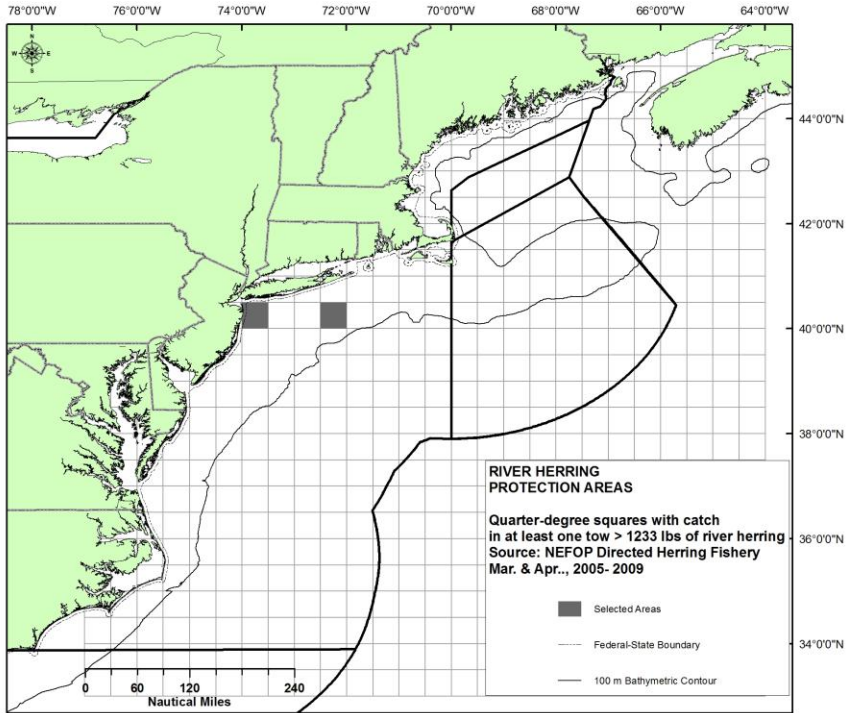 78°0'0"W 76°0'0"W 74°0'0"W 72°0'0"W 70°0'0"W 68°0'0"W 66°0'0"W 64°0'0"W
N
W E
S
44°0'0"N
42°0'0"N
40°0'0"N
38°0'0"N
36°0'0"N
34°0'0"N
RIVER HERRING
PROTECTION AREAS
Quarter-degree squares with catch
in at least one tow > 1233 lbs of river herring
Source: NEFOP Directed Herring Fishery
Mar. & Apr.., 2005- 2009
Selected Areas
Federal-State Boundary
100 m Bathymetric Contour
0 60 120 240
Nautical Miles